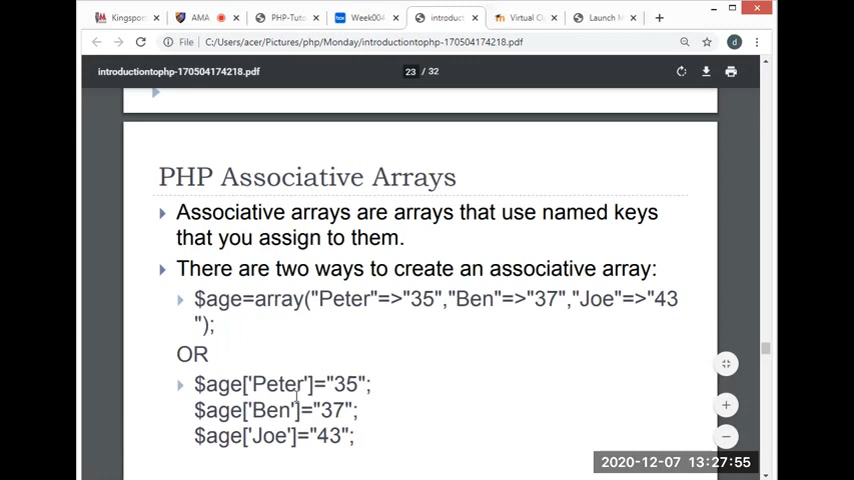 Kingsport
AMA
PHP-Tuto
Week004
introduct
Virtual C
Launch M
File | C:/Users/acer/Pictures/php/Monday/introductiontophp-170504174218.pdf
d
introductiontophp-170504174218.pdf
23 / 32
PHP Associative Arrays
Associative arrays are arrays that use named keys
that you assign to them.
There are two ways to create an associative array:
$age=array("Peter"=>"35","Ben"=>"37","Joe"=>"43
");
OR
$age['Peter']="35";
$age['Ben']="37";
$age['Joe']="43";
2020-12-07 13:27:55